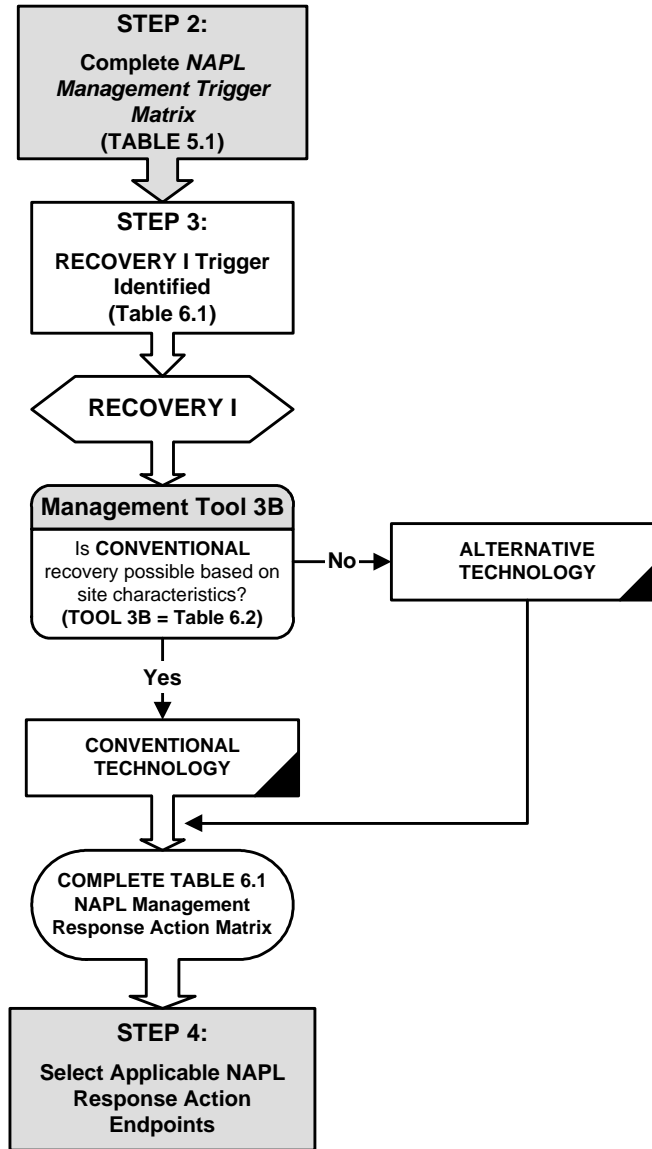 STEP 2:
Complete NAPL
Management Trigger
Matrix
(TABLE 5.1)
STEP 3:
RECOVERY I Trigger
Identified
(Table 6.1)
RECOVERY I
Management Tool 3B
Is CONVENTIONAL
recovery possible based on
site characteristics?
(TOOL 3B = Table 6.2)
No
ALTERNATIVE
TECHNOLOGY
Yes
CONVENTIONAL
TECHNOLOGY
COMPLETE TABLE 6.1
NAPL Management
Response Action Matrix
STEP 4:
Select Applicable NAPL
Response Action
Endpoints